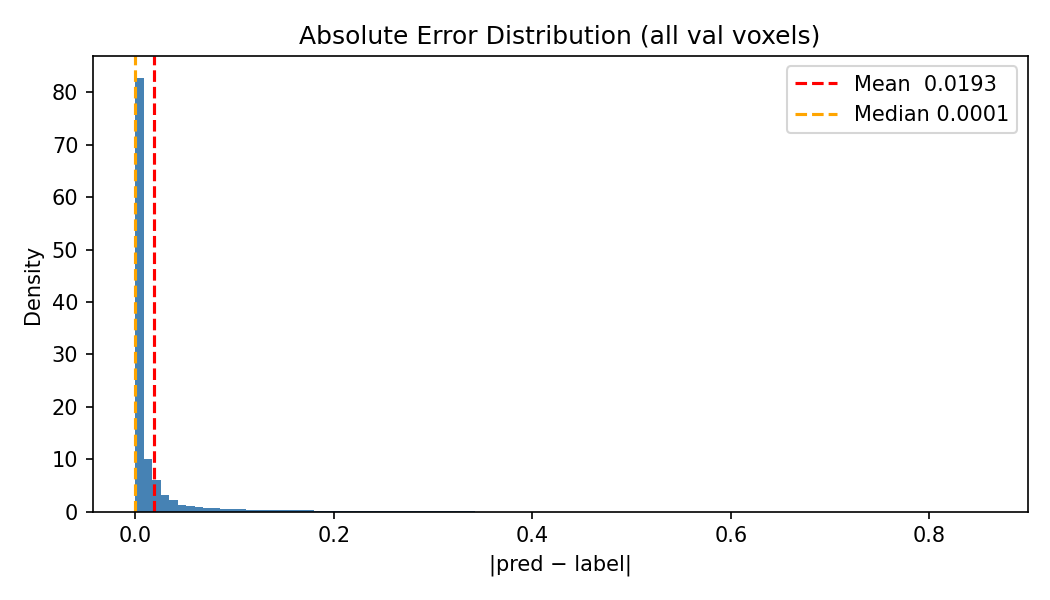 Absolute Error Distribution (all val voxels)
Mean 0.0193
Median 0.0001
Density
80
70
60
50
40
30
20
10
0
0.0 0.2 0.4 0.6 0.8
|pred − label|